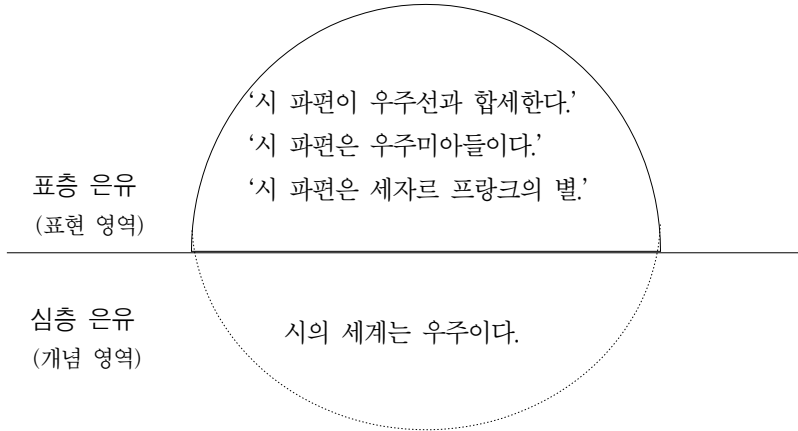 ‘시 파편이 우주선과 합세한다.’
‘시 파편은 우주미아들이다.’
‘시 파편은 세자르 프랑크의 별.’
표층 은유
(표현 영역)
심층 은유
(개념 영역)
시의 세계는 우주이다.